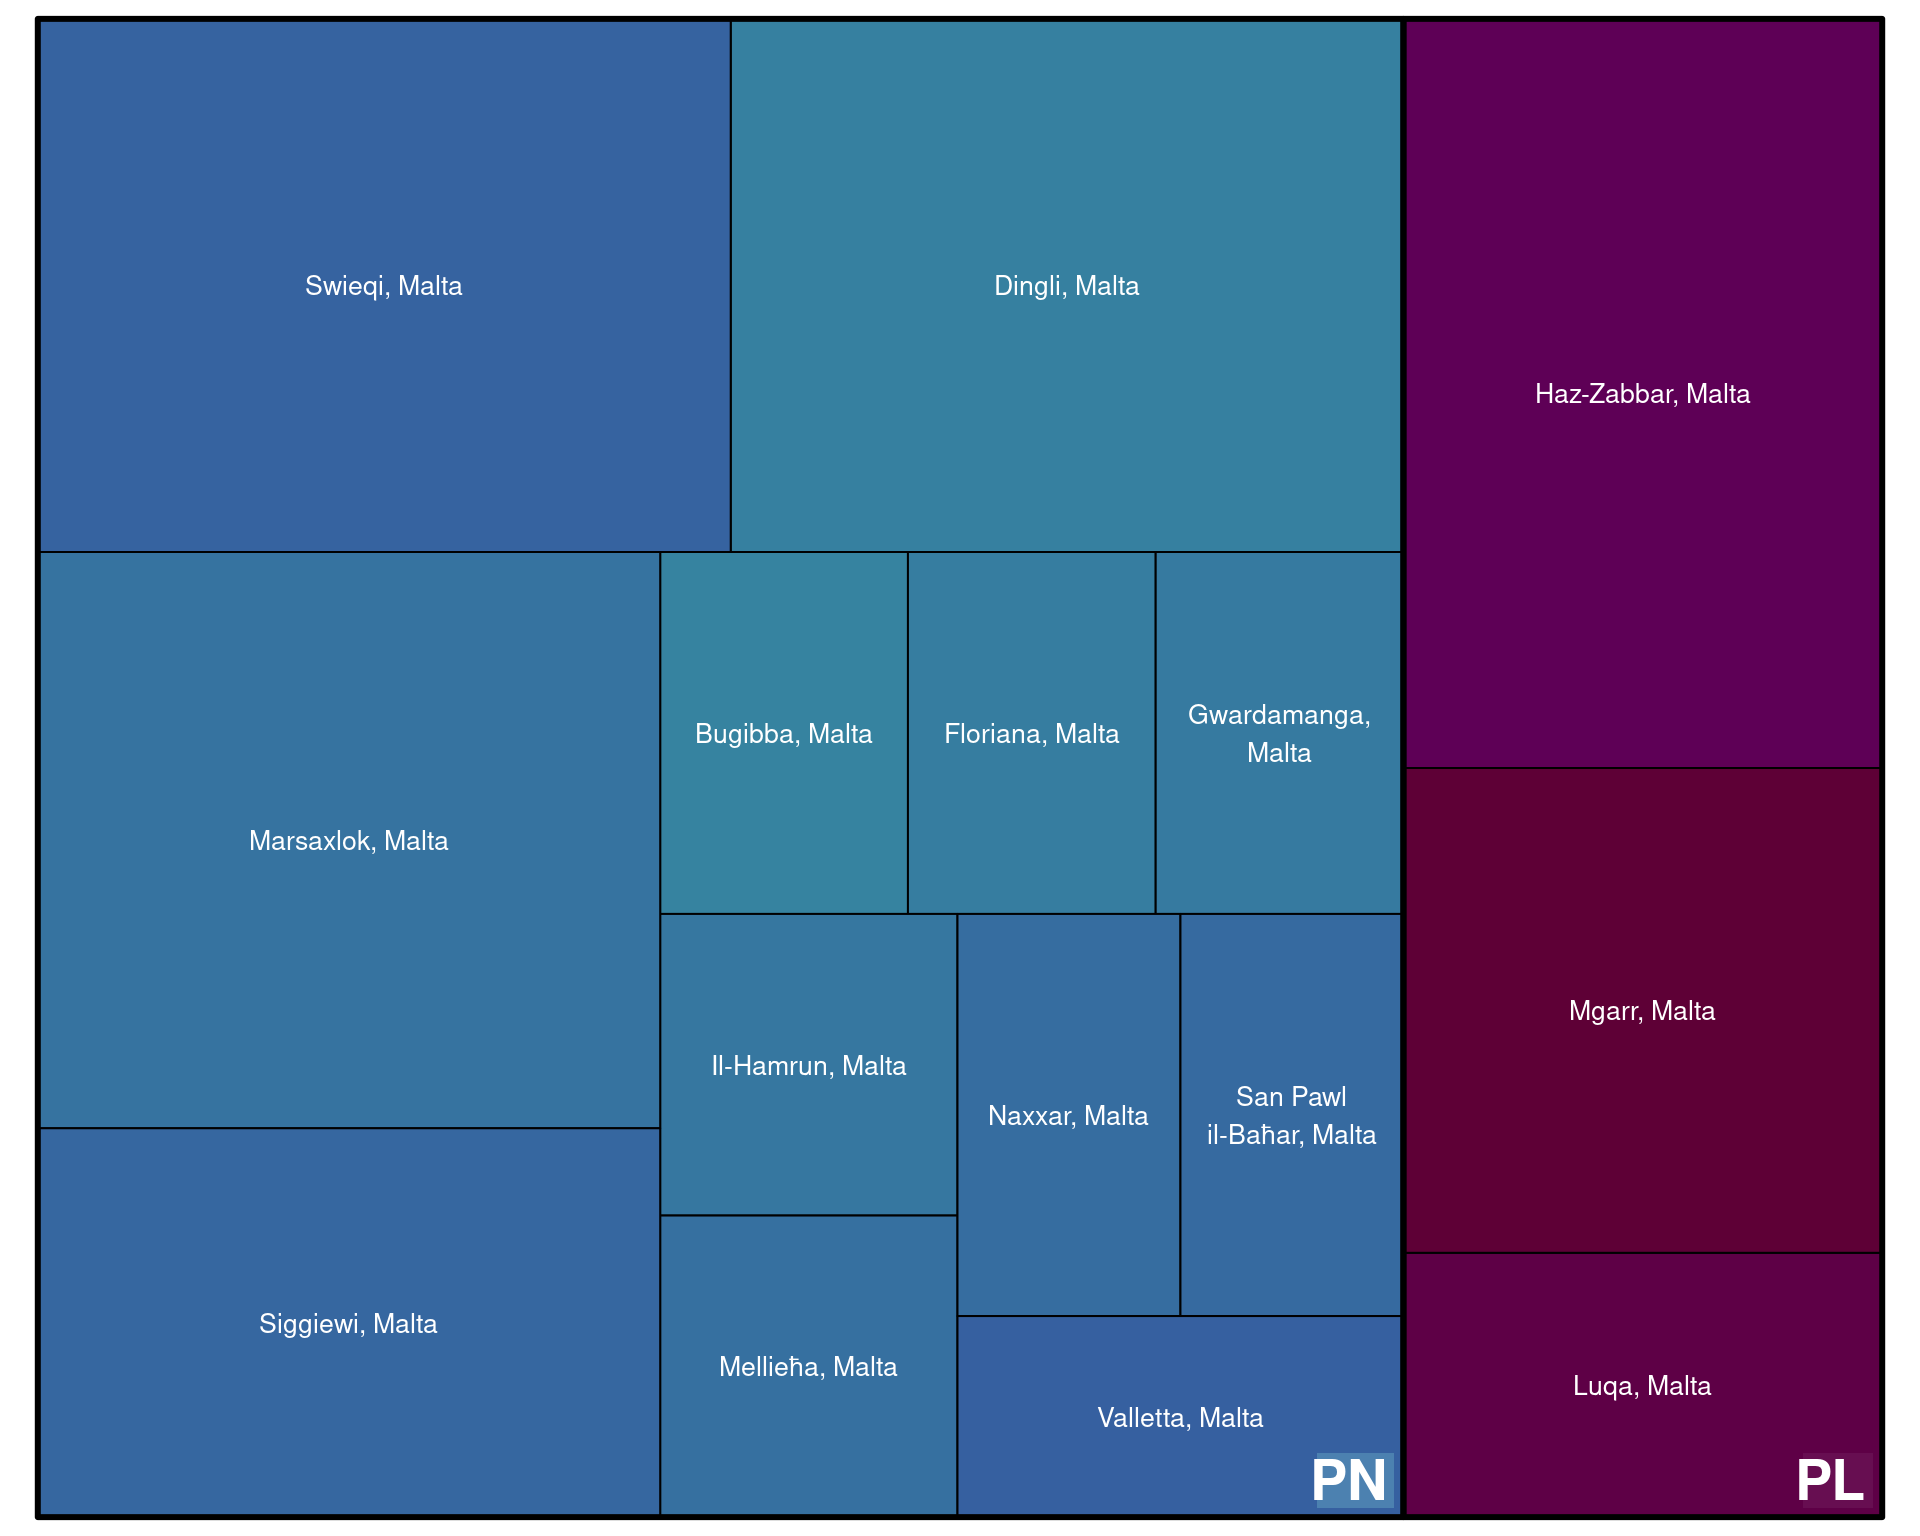 Swieqi, Malta
Dingli, Malta
Haz-Zabbar, Malta
Marsaxlok, Malta
Bugibba, Malta
Floriana, Malta
Gwardamanga,
Malta
Il-Hamrun, Malta
Naxxar, Malta
San Pawl
il-Baħar, Malta
Mgarr, Malta
Siggiewi, Malta
Mellieħa, Malta
Valletta, Malta
Luqa, Malta
PN
PL